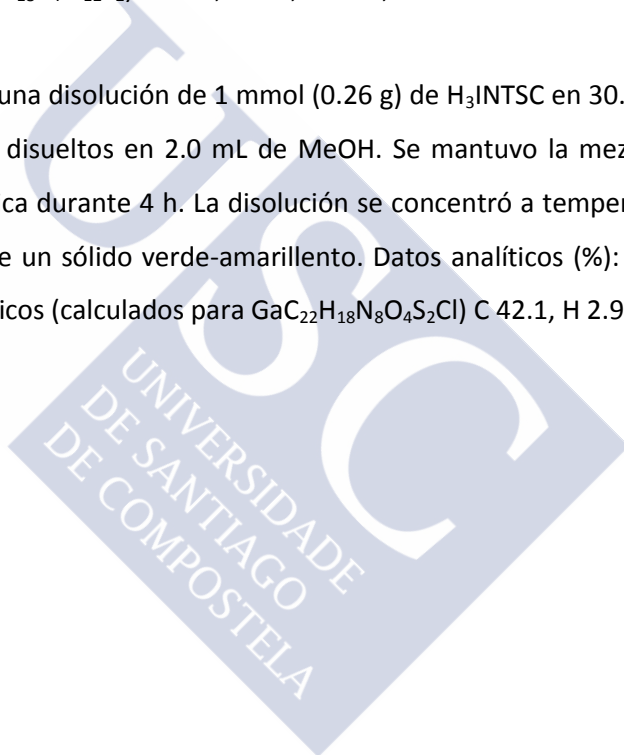 una disolución de 1 mmol (0.26 g) de H₃INTSC en 30.
disueltos en 2.0 mL de MeOH. Se mantuvo la mez
ca durante 4 h. La disolución se concentró a temper
e un sólido verde-amarillento. Datos analíticos (%):
icos (calculados para GaC₂₂H₁₈N₈O₄S₂Cl) C 42.1, H 2.9
USC
UNIVERSIDADE
DE SANTIAGO
DE COMPOSTELA